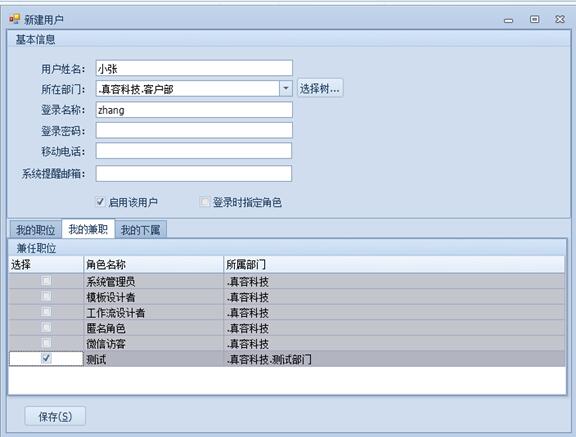 新建用户
基本信息
用户姓名: 小张
所在部门: .真容科技.客户部 选择树...
登录名称: zhang
登录密码:
移动电话:
系统提醒邮箱:
启用该用户 登录时指定角色
我的职位 我的兼职 我的下属
兼任职位
选择 角色名称 所属部门
系统管理员 .真容科技
模板设计者 .真容科技
工作流设计者 .真容科技
匿名角色 .真容科技
微信访客 .真容科技
测试 .真容科技.测试部门
保存(S)